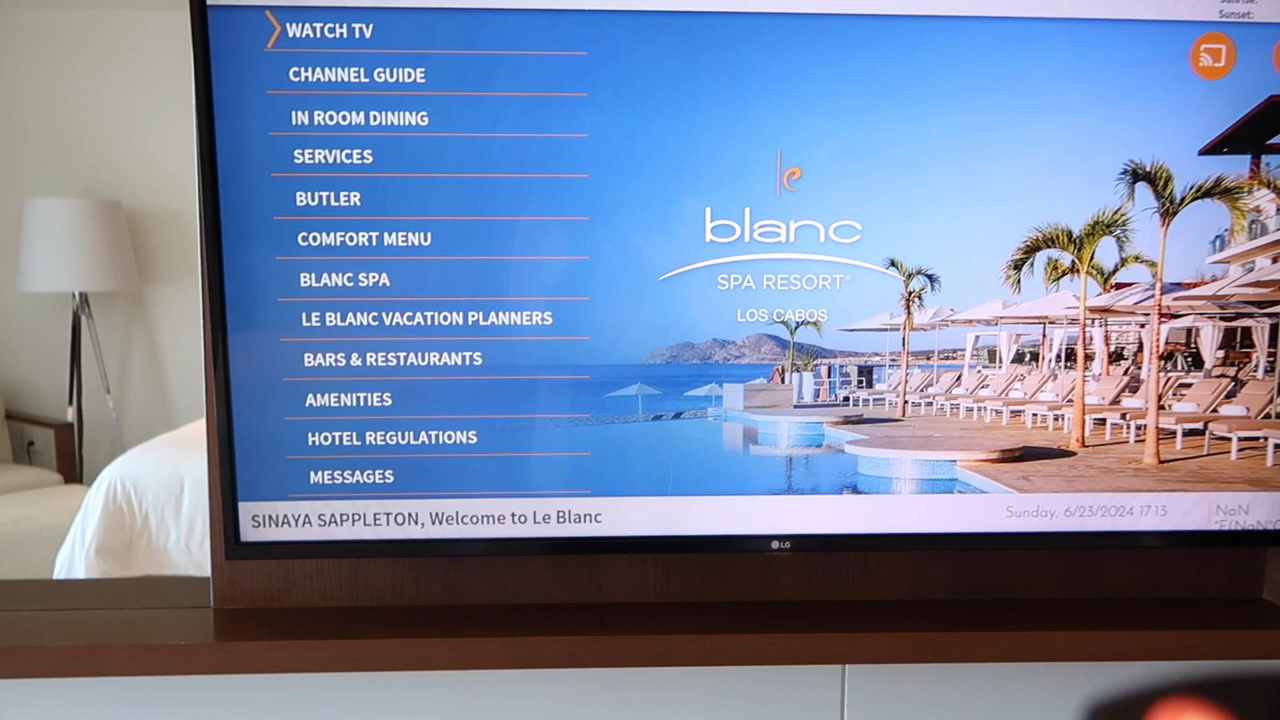 Sunset:
WATCH TV
CHANNEL GUIDE
IN ROOM DINING
SERVICES
BUTLER
COMFORT MENU
BLANC SPA
LE BLANC VACATION PLANNERS
BARS & RESTAURANTS
AMENITIES
HOTEL REGULATIONS
MESSAGES
le
blanc
SPA RESORT®
LOS CABOS
SINAYA SAPPLETON, Welcome to Le Blanc
Sunday, 6/23/2024 17:13
NaN
LG